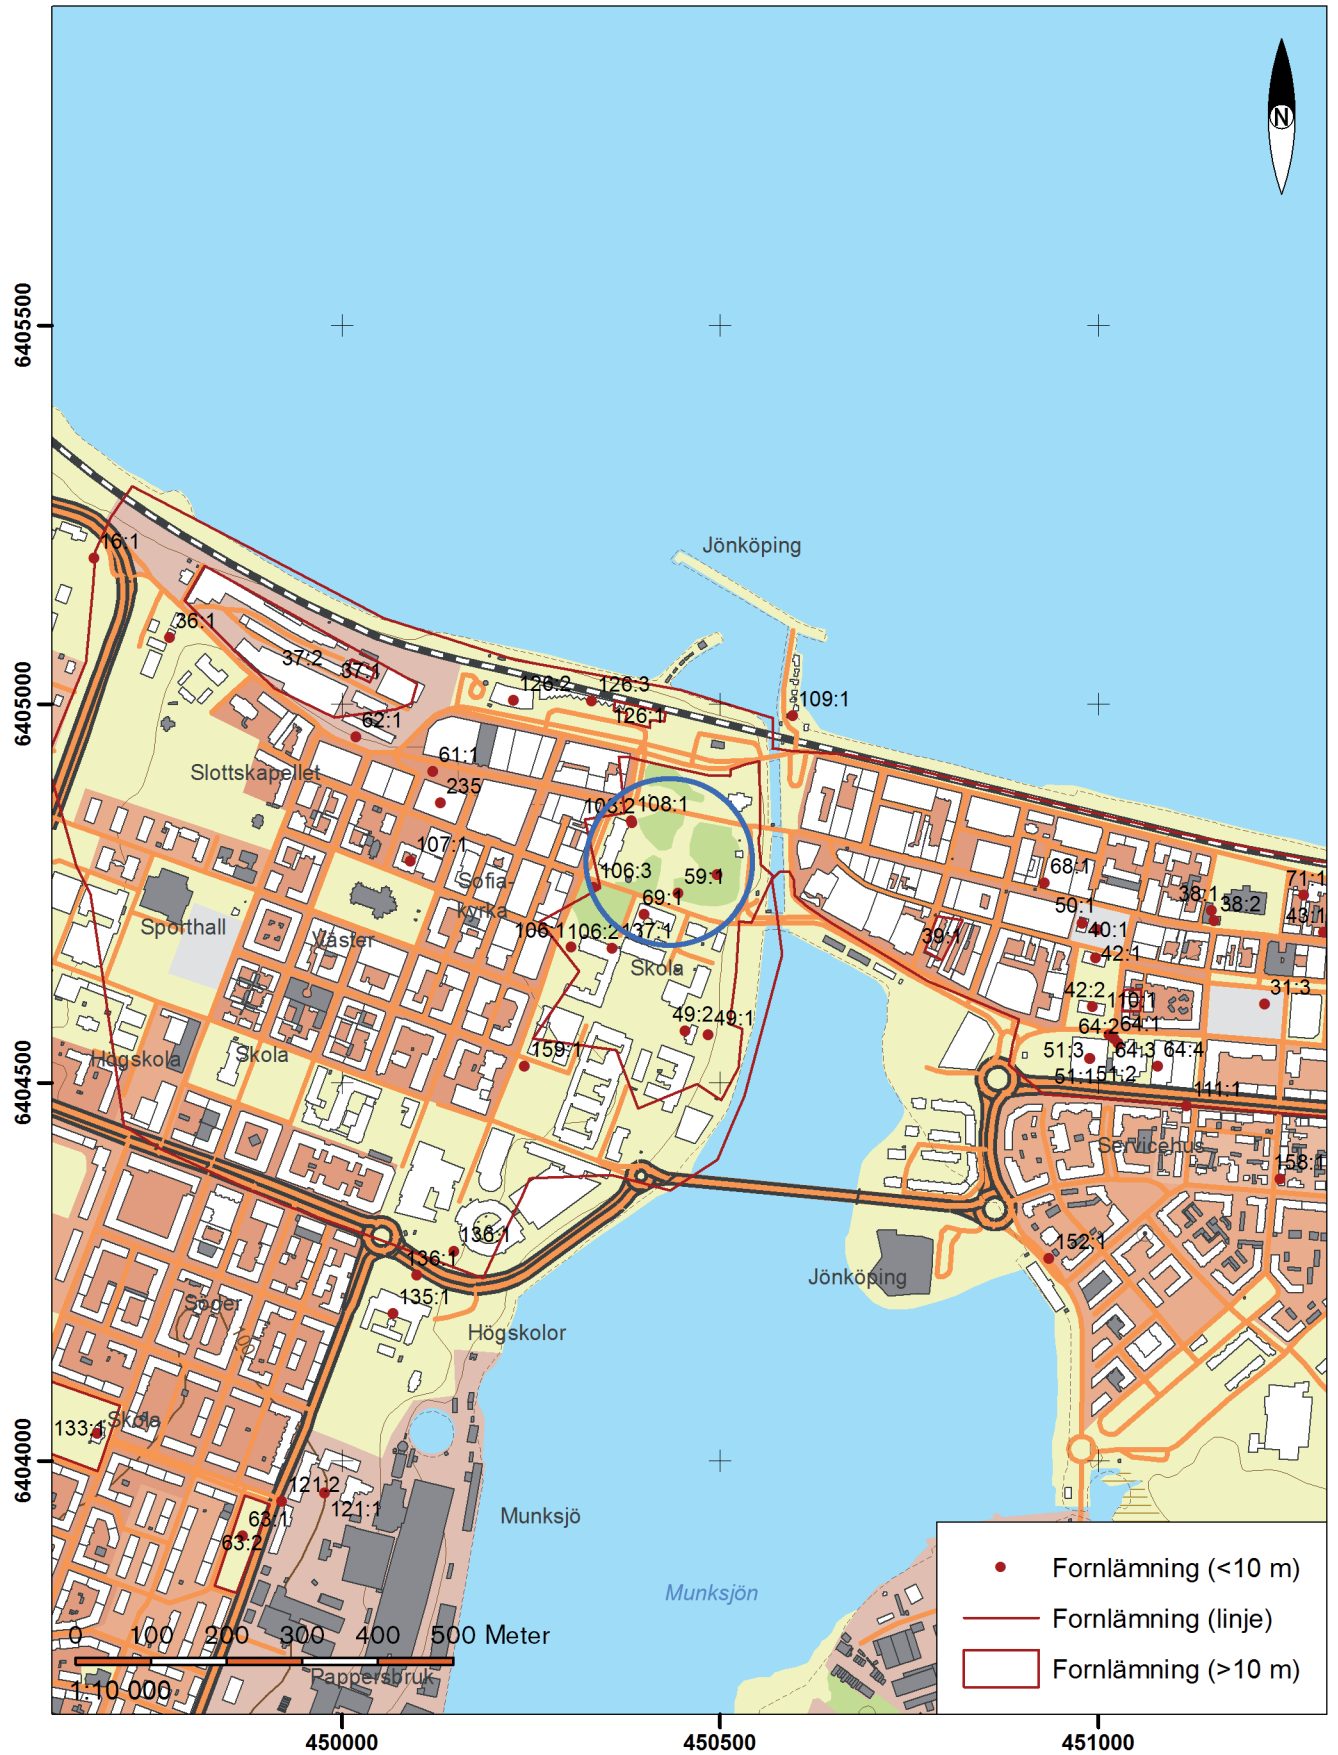 N
6405500
Jönköping
16:1
36:1
37:2
37:1
126:2
126:3
126:1
109:1
6405000
62:1
61:1
Slottskapellet
235
108:2
108:1
107:1
106:3
59:1
68:1
71:1
Sofia-
kyrka
69:1
50:1
38:1
38:2
43:1
Sporthall
Väster
106:1
106:2
137:1
39:1
40:1
Skola
42:1
42:2
110:1
31:3
49:2
49:1
64:2
64:1
Högskola
Skola
159:1
51:3
64:3
64:4
51:1
51:2
6404500
111:1
Servicehus
158:1
136:1
152:1
136:1
Jönköping
135:1
Söder
100
Högskolor
133:1
Skola
6404000
121:2
121:1
63:1
63:2
Munksjö
Munksjön
Fornlämning (<10 m)
Fornlämning (linje)
Fornlämning (>10 m)
0 100 200 300 400 500 Meter
Pappersbruk
1:10 000
450000
450500
451000